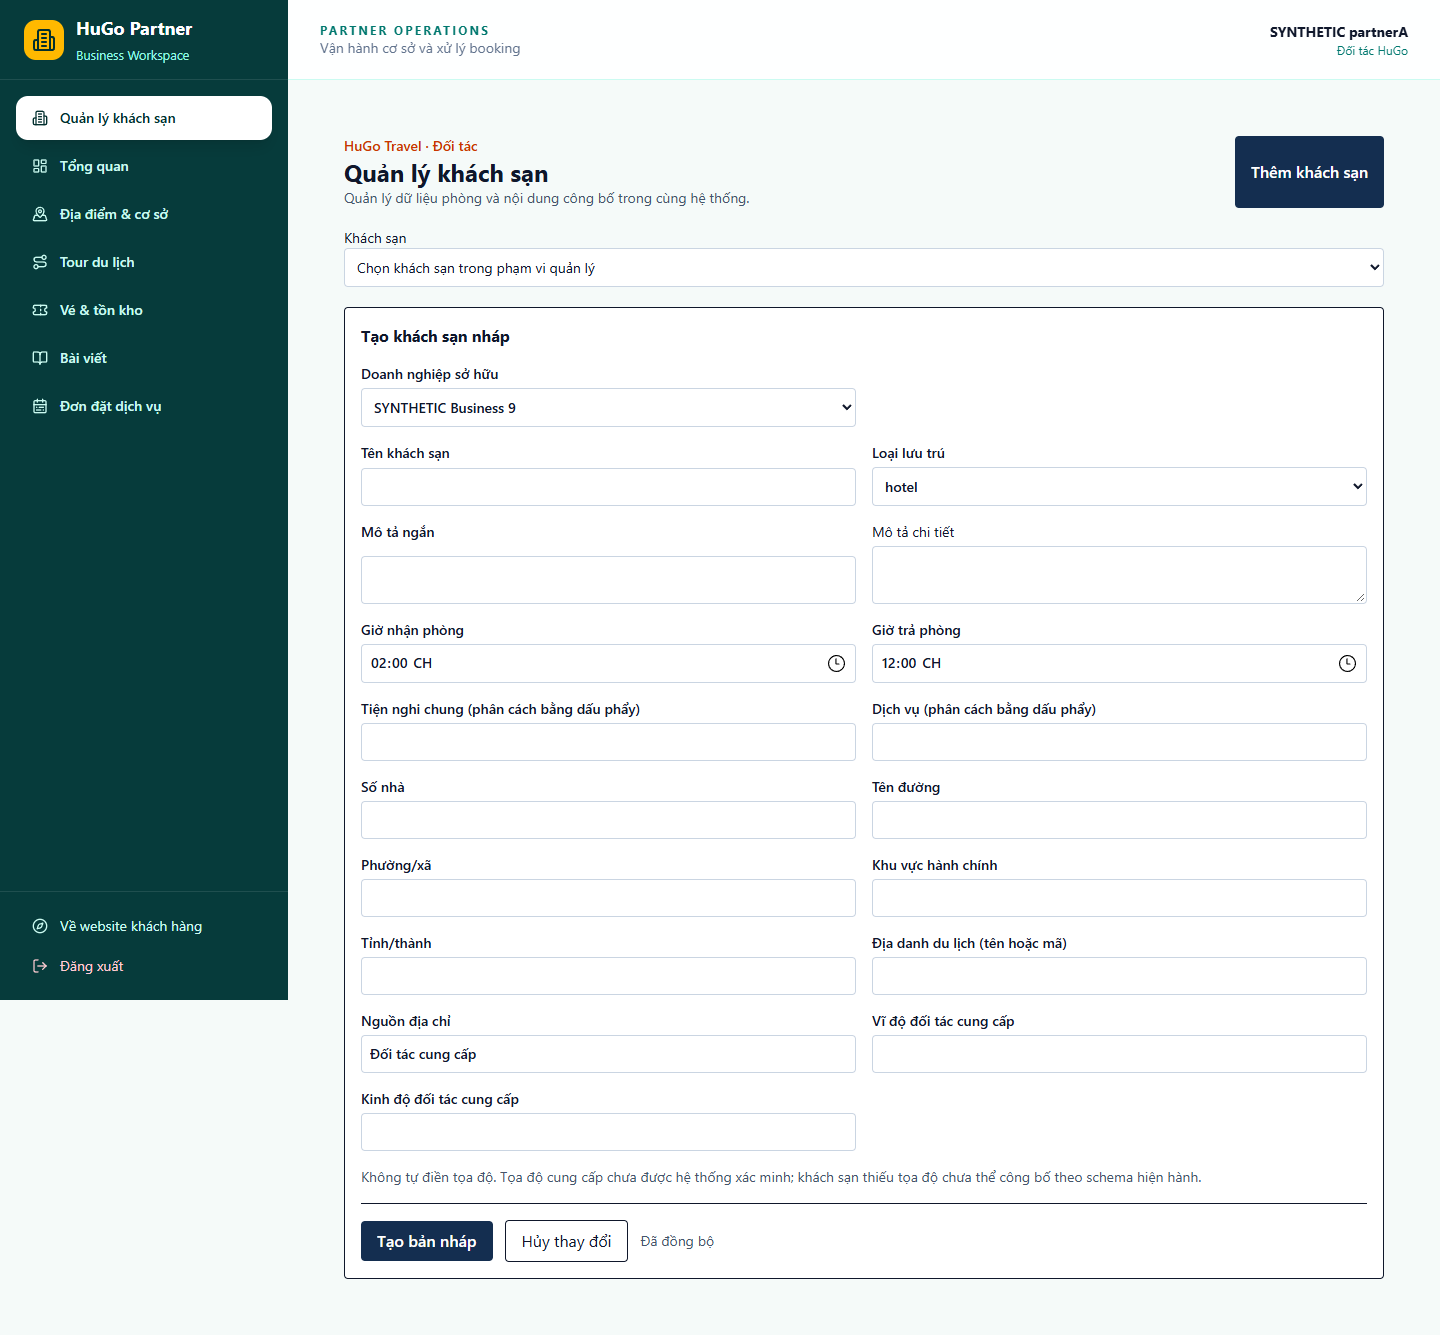 HuGo Partner
Business Workspace
Quản lý khách sạn
Tổng quan
Địa điểm & cơ sở
Tour du lịch
Vé & tồn kho
Bài viết
Đơn đặt dịch vụ
Về website khách hàng
Đăng xuất
PARTNER OPERATIONS
Vận hành cơ sở và xử lý booking
SYNTHETIC partnerA
Đối tác HuGo
HuGo Travel · Đối tác
Quản lý khách sạn
Quản lý dữ liệu phòng và nội dung công bố trong cùng hệ thống.
Thêm khách sạn
Khách sạn
Chọn khách sạn trong phạm vi quản lý
Tạo khách sạn nháp
Doanh nghiệp sở hữu
SYNTHETIC Business 9
Tên khách sạn
Loại lưu trú
hotel
Mô tả ngắn
Mô tả chi tiết
Giờ nhận phòng
Giờ trả phòng
02:00 CH
12:00 CH
Tiện nghi chung (phân cách bằng dấu phẩy)
Dịch vụ (phân cách bằng dấu phẩy)
Số nhà
Tên đường
Phường/xã
Khu vực hành chính
Tỉnh/thành
Địa danh du lịch (tên hoặc mã)
Nguồn địa chỉ
Vĩ độ đối tác cung cấp
Đối tác cung cấp
Kinh độ đối tác cung cấp
Không tự điền tọa độ. Tọa độ cung cấp chưa được hệ thống xác minh; khách sạn thiếu tọa độ chưa thể công bố theo schema hiện hành.
Tạo bản nháp
Hủy thay đổi
Đã đồng bộ